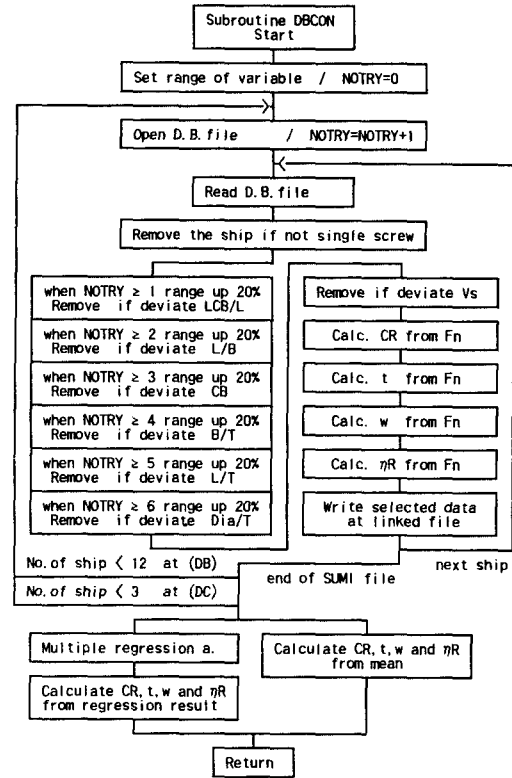 Subroutine DBCON
Start
Set range of variable / NOTRY=0
Open D.B.file / NOTRY=NOTRY+1
Read D.B.file
Remove the ship if not single screw
when NOTRY ≥ 1 range up 20%
Remove if deviate LCB/L
when NOTRY ≥ 2 range up 20%
Remove if deviate L/B
when NOTRY ≥ 3 range up 20%
Remove if deviate CB
when NOTRY ≥ 4 range up 20%
Remove if deviate B/T
when NOTRY ≥ 5 range up 20%
Remove if deviate L/T
when NOTRY ≥ 6 range up 20%
Remove if deviate Dia/T
Remove if deviate Vs
Calc. CR from Fn
Calc. t from Fn
Calc. w from Fn
Calc. ηR from Fn
Write selected data
at linked file
No.of ship < 12 at (DB)
No.of ship < 3 at (DC)
end of SUMI file
next ship
Multiple regression a.
Calculate CR,t,w and ηR
from regression result
Calculate CR,t,w and ηR
from mean
Return